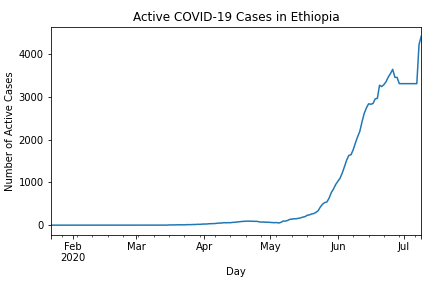 Active COVID-19 Cases in Ethiopia
Number of Active Cases
4000
3000
2000
1000
0
Feb Mar Apr May Jun Jul
2020
Day